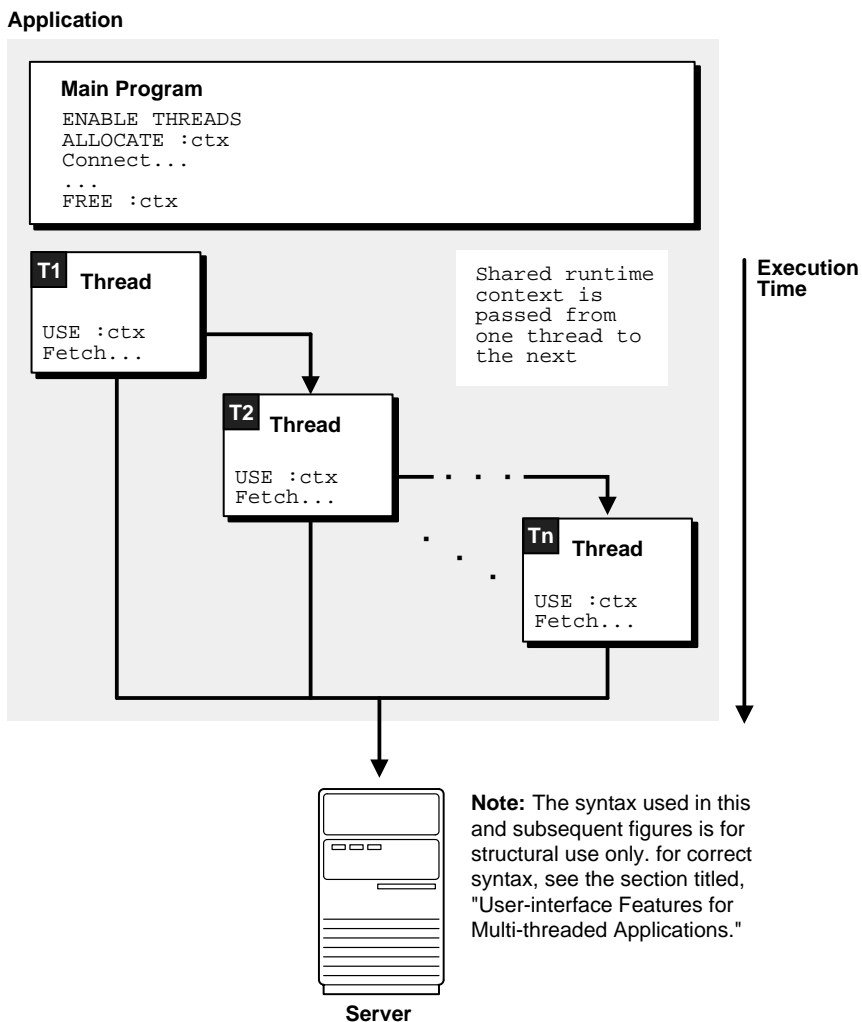 Application
Main Program
ENABLE THREADS
ALLOCATE :ctx
Connect...
...
FREE :ctx
T1
Thread
USE :ctx
Fetch...
Shared runtime
context is
passed from
one thread to
the next
Execution
Time
T2
Thread
USE :ctx
Fetch...
Tn
Thread
USE :ctx
Fetch...
Note: The syntax used in this
and subsequent figures is for
structural use only. for correct
syntax, see the section titled,
"User-interface Features for
Multi-threaded Applications."
Server